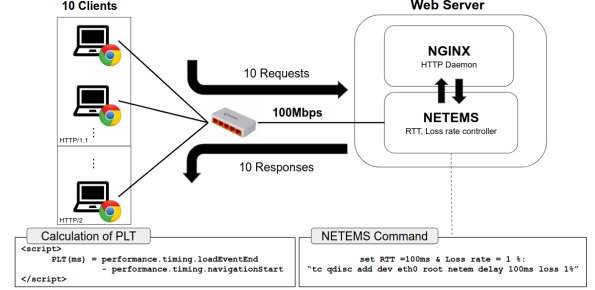 10 Clients
Web Server
NGINX
HTTP Daemon
10 Requests
100Mbps
NETEMS
RTT, Loss rate controller
HTTP/1.1
10 Responses
HTTP/2
Calculation of PLT
<script>
PLT(ms) = performance.timing.loadEventEnd
- performance.timing.navigationStart
</script>
NETEMS Command
set RTT =100ms & Loss rate = 1 %:
“tc qdisc add dev eth0 root netem delay 100ms loss 1%”